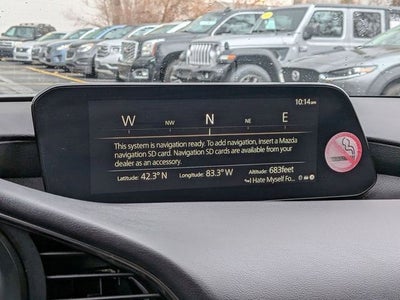 10:14am
W NW N NE E
This system is navigation ready. To add navigation, insert a Mazda
navigation SD card. Navigation SD cards are available from your
dealer as an accessory.
Latitude: 42.3° N Longitude: 83.3° W Altitude: 683feet
I Hate Myself Fo...